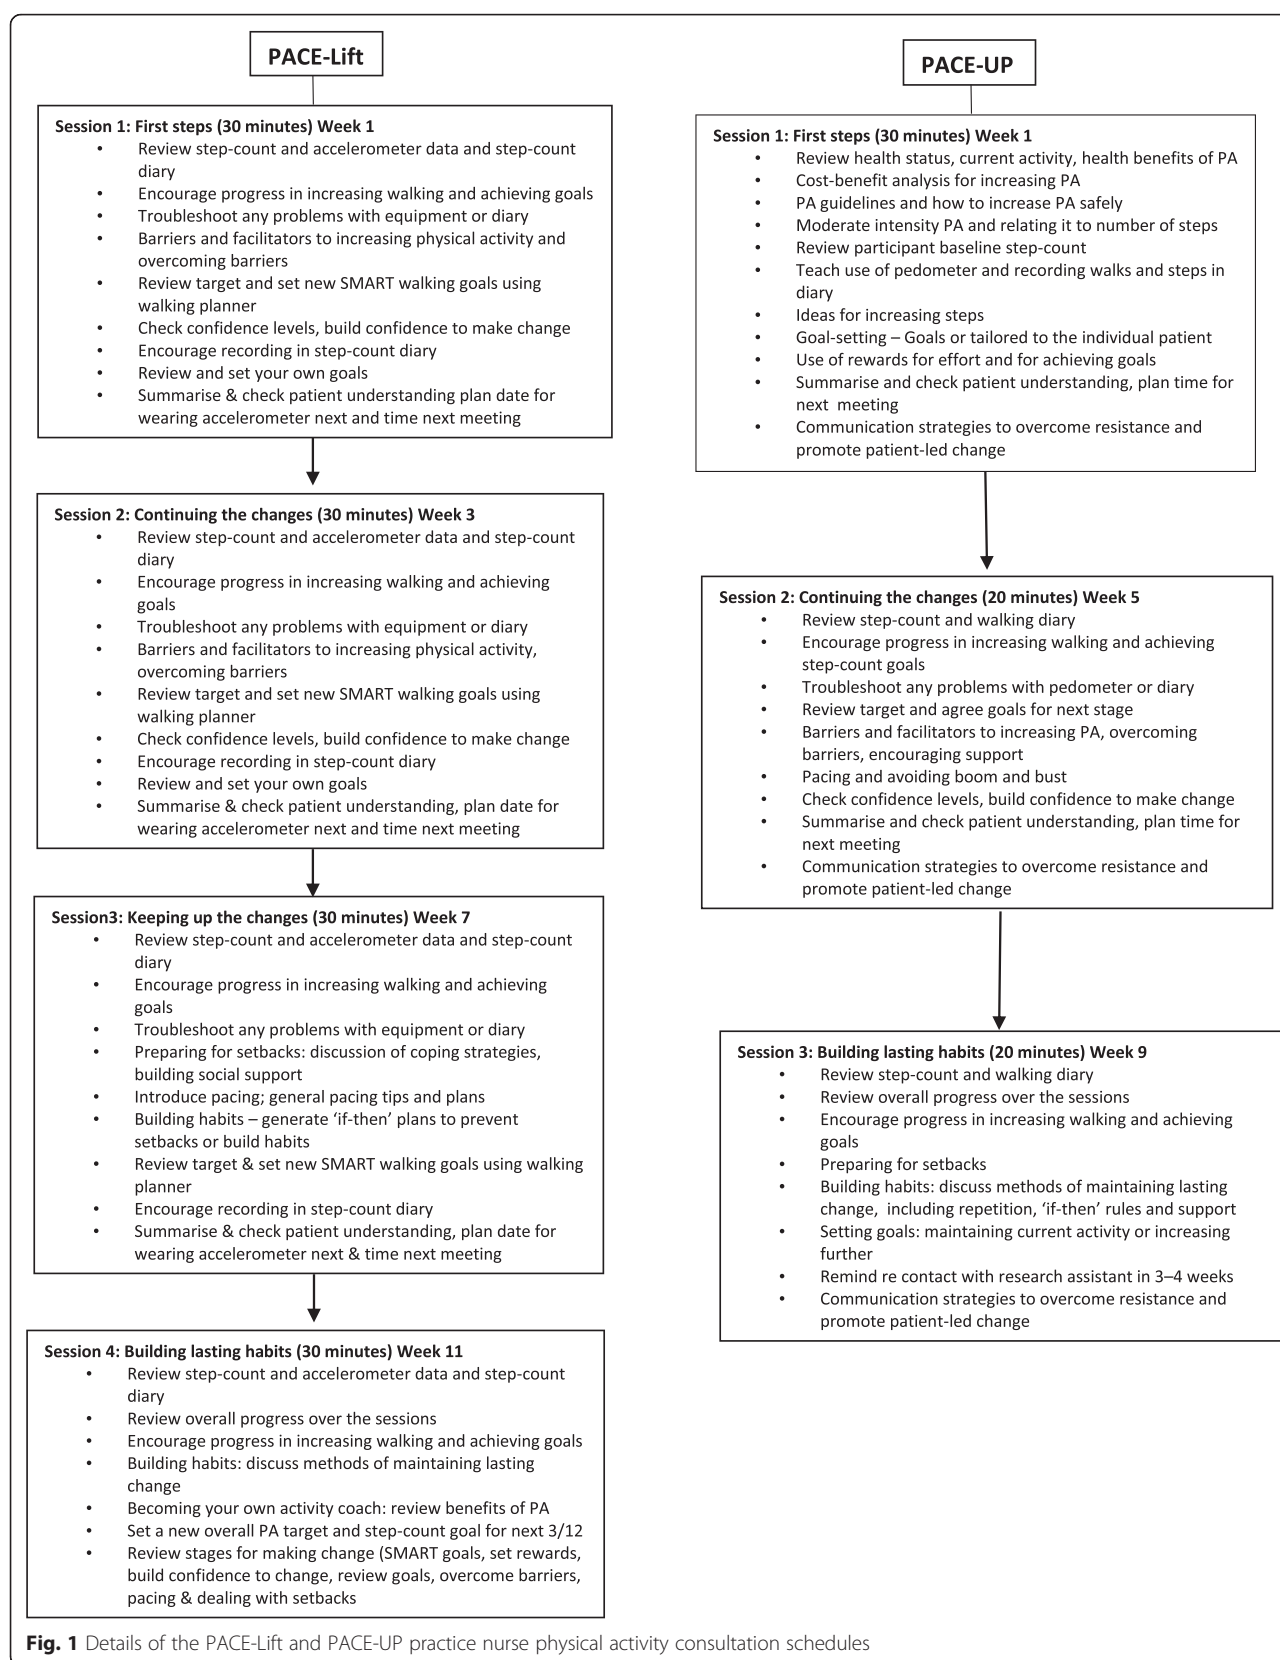 PACE-Lift
Session 1: First steps (30 minutes) Week 1
• Review step-count and accelerometer data and step-count
diary
• Encourage progress in increasing walking and achieving goals
• Troubleshoot any problems with equipment or diary
• Barriers and facilitators to increasing physical activity and
overcoming barriers
• Review target and set new SMART walking goals using
walking planner
• Check confidence levels, build confidence to make change
• Encourage recording in step-count diary
• Review and set your own goals
• Summarise & check patient understanding plan date for
wearing accelerometer next and time next meeting
Session 2: Continuing the changes (30 minutes) Week 3
• Review step-count and accelerometer data and step-count
diary
• Encourage progress in increasing walking and achieving
goals
• Troubleshoot any problems with equipment or diary
• Barriers and facilitators to increasing physical activity,
overcoming barriers
• Review target and set new SMART walking goals using
walking planner
• Check confidence levels, build confidence to make change
• Encourage recording in step-count diary
• Review and set your own goals
• Summarise & check patient understanding, plan date for
wearing accelerometer next and time next meeting
Session3: Keeping up the changes (30 minutes) Week 7
• Review step-count and accelerometer data and step-count
diary
• Encourage progress in increasing walking and achieving
goals
• Troubleshoot any problems with equipment or diary
• Preparing for setbacks: discussion of coping strategies,
building social support
• Introduce pacing; general pacing tips and plans
• Building habits – generate ‘if-then’ plans to prevent
setbacks or build habits
• Review target & set new SMART walking goals using walking
planner
• Encourage recording in step-count diary
• Summarise & check patient understanding, plan date for
wearing accelerometer next & time next meeting
Session 4: Building lasting habits (30 minutes) Week 11
• Review step-count and accelerometer data and step-count
diary
• Review overall progress over the sessions
• Encourage progress in increasing walking and achieving goals
• Building habits: discuss methods of maintaining lasting
change
• Becoming your own activity coach: review benefits of PA
• Set a new overall PA target and step-count goal for next 3/12
• Review stages for making change (SMART goals, set rewards,
build confidence to change, review goals, overcome barriers,
pacing & dealing with setbacks
PACE-UP
Session 1: First steps (30 minutes) Week 1
• Review health status, current activity, health benefits of PA
• Cost-benefit analysis for increasing PA
• PA guidelines and how to increase PA safely
• Moderate intensity PA and relating it to number of steps
• Review participant baseline step-count
• Teach use of pedometer and recording walks and steps in
diary
• Ideas for increasing steps
• Goal-setting – Goals or tailored to the individual patient
• Use of rewards for effort and for achieving goals
• Summarise and check patient understanding, plan time for
next meeting
• Communication strategies to overcome resistance and
promote patient-led change
Session 2: Continuing the changes (20 minutes) Week 5
• Review step-count and walking diary
• Encourage progress in increasing walking and achieving
step-count goals
• Troubleshoot any problems with pedometer or diary
• Review target and agree goals for next stage
• Barriers and facilitators to increasing PA, overcoming
barriers, encouraging support
• Pacing and avoiding boom and bust
• Check confidence levels, build confidence to make change
• Summarise and check patient understanding, plan time for
next meeting
• Communication strategies to overcome resistance and
promote patient-led change
Session 3: Building lasting habits (20 minutes) Week 9
• Review step-count and walking diary
• Review overall progress over the sessions
• Encourage progress in increasing walking and achieving
goals
• Preparing for setbacks
• Building habits: discuss methods of maintaining lasting
change, including repetition, ‘if-then’ rules and support
• Setting goals: maintaining current activity or increasing
further
• Remind re contact with research assistant in 3–4 weeks
• Communication strategies to overcome resistance and
promote patient-led change
Fig. 1 Details of the PACE-Lift and PACE-UP practice nurse physical activity consultation schedules